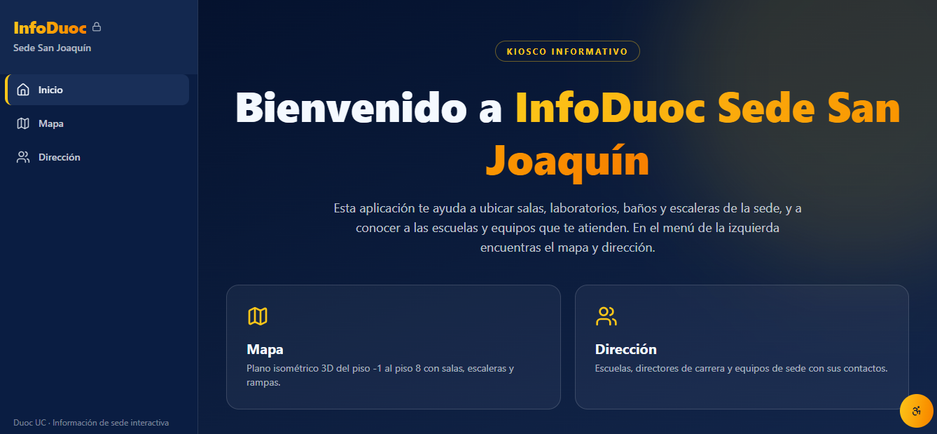 InfoDuoc
Sede San Joaquín
Inicio
Mapa
Dirección
Duoc UC · Información de sede interactiva
KIOSCO INFORMATIVO
Bienvenido a InfoDuoc Sede San
Joaquín
Esta aplicación te ayuda a ubicar salas, laboratorios, baños y escaleras de la sede, y a
conocer a las escuelas y equipos que te atienden. En el menú de la izquierda
encuentras el mapa y dirección.
Mapa
Plano isométrico 3D del piso -1 al piso 8 con salas, escaleras y
rampas.
Dirección
Escuelas, directores de carrera y equipos de sede con sus contactos.